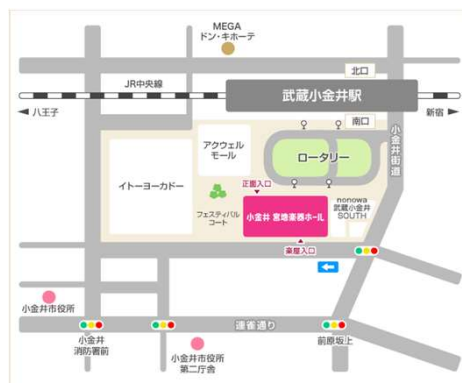 MEGA
ドン・キホーテ
北口
JR中央線
武蔵小金井駅
八王子
新宿
南口
小金井街道
アクウェル
モール
ロータリー
イトーヨーカドー
正面入口
フェスティバル
コート
小金井 宮地楽器ホール
nonowa
武蔵小金井
SOUTH
楽屋入口
小金井市役所
連雀通り
小金井
消防署前
小金井市役所
第二庁舎
前原坂上